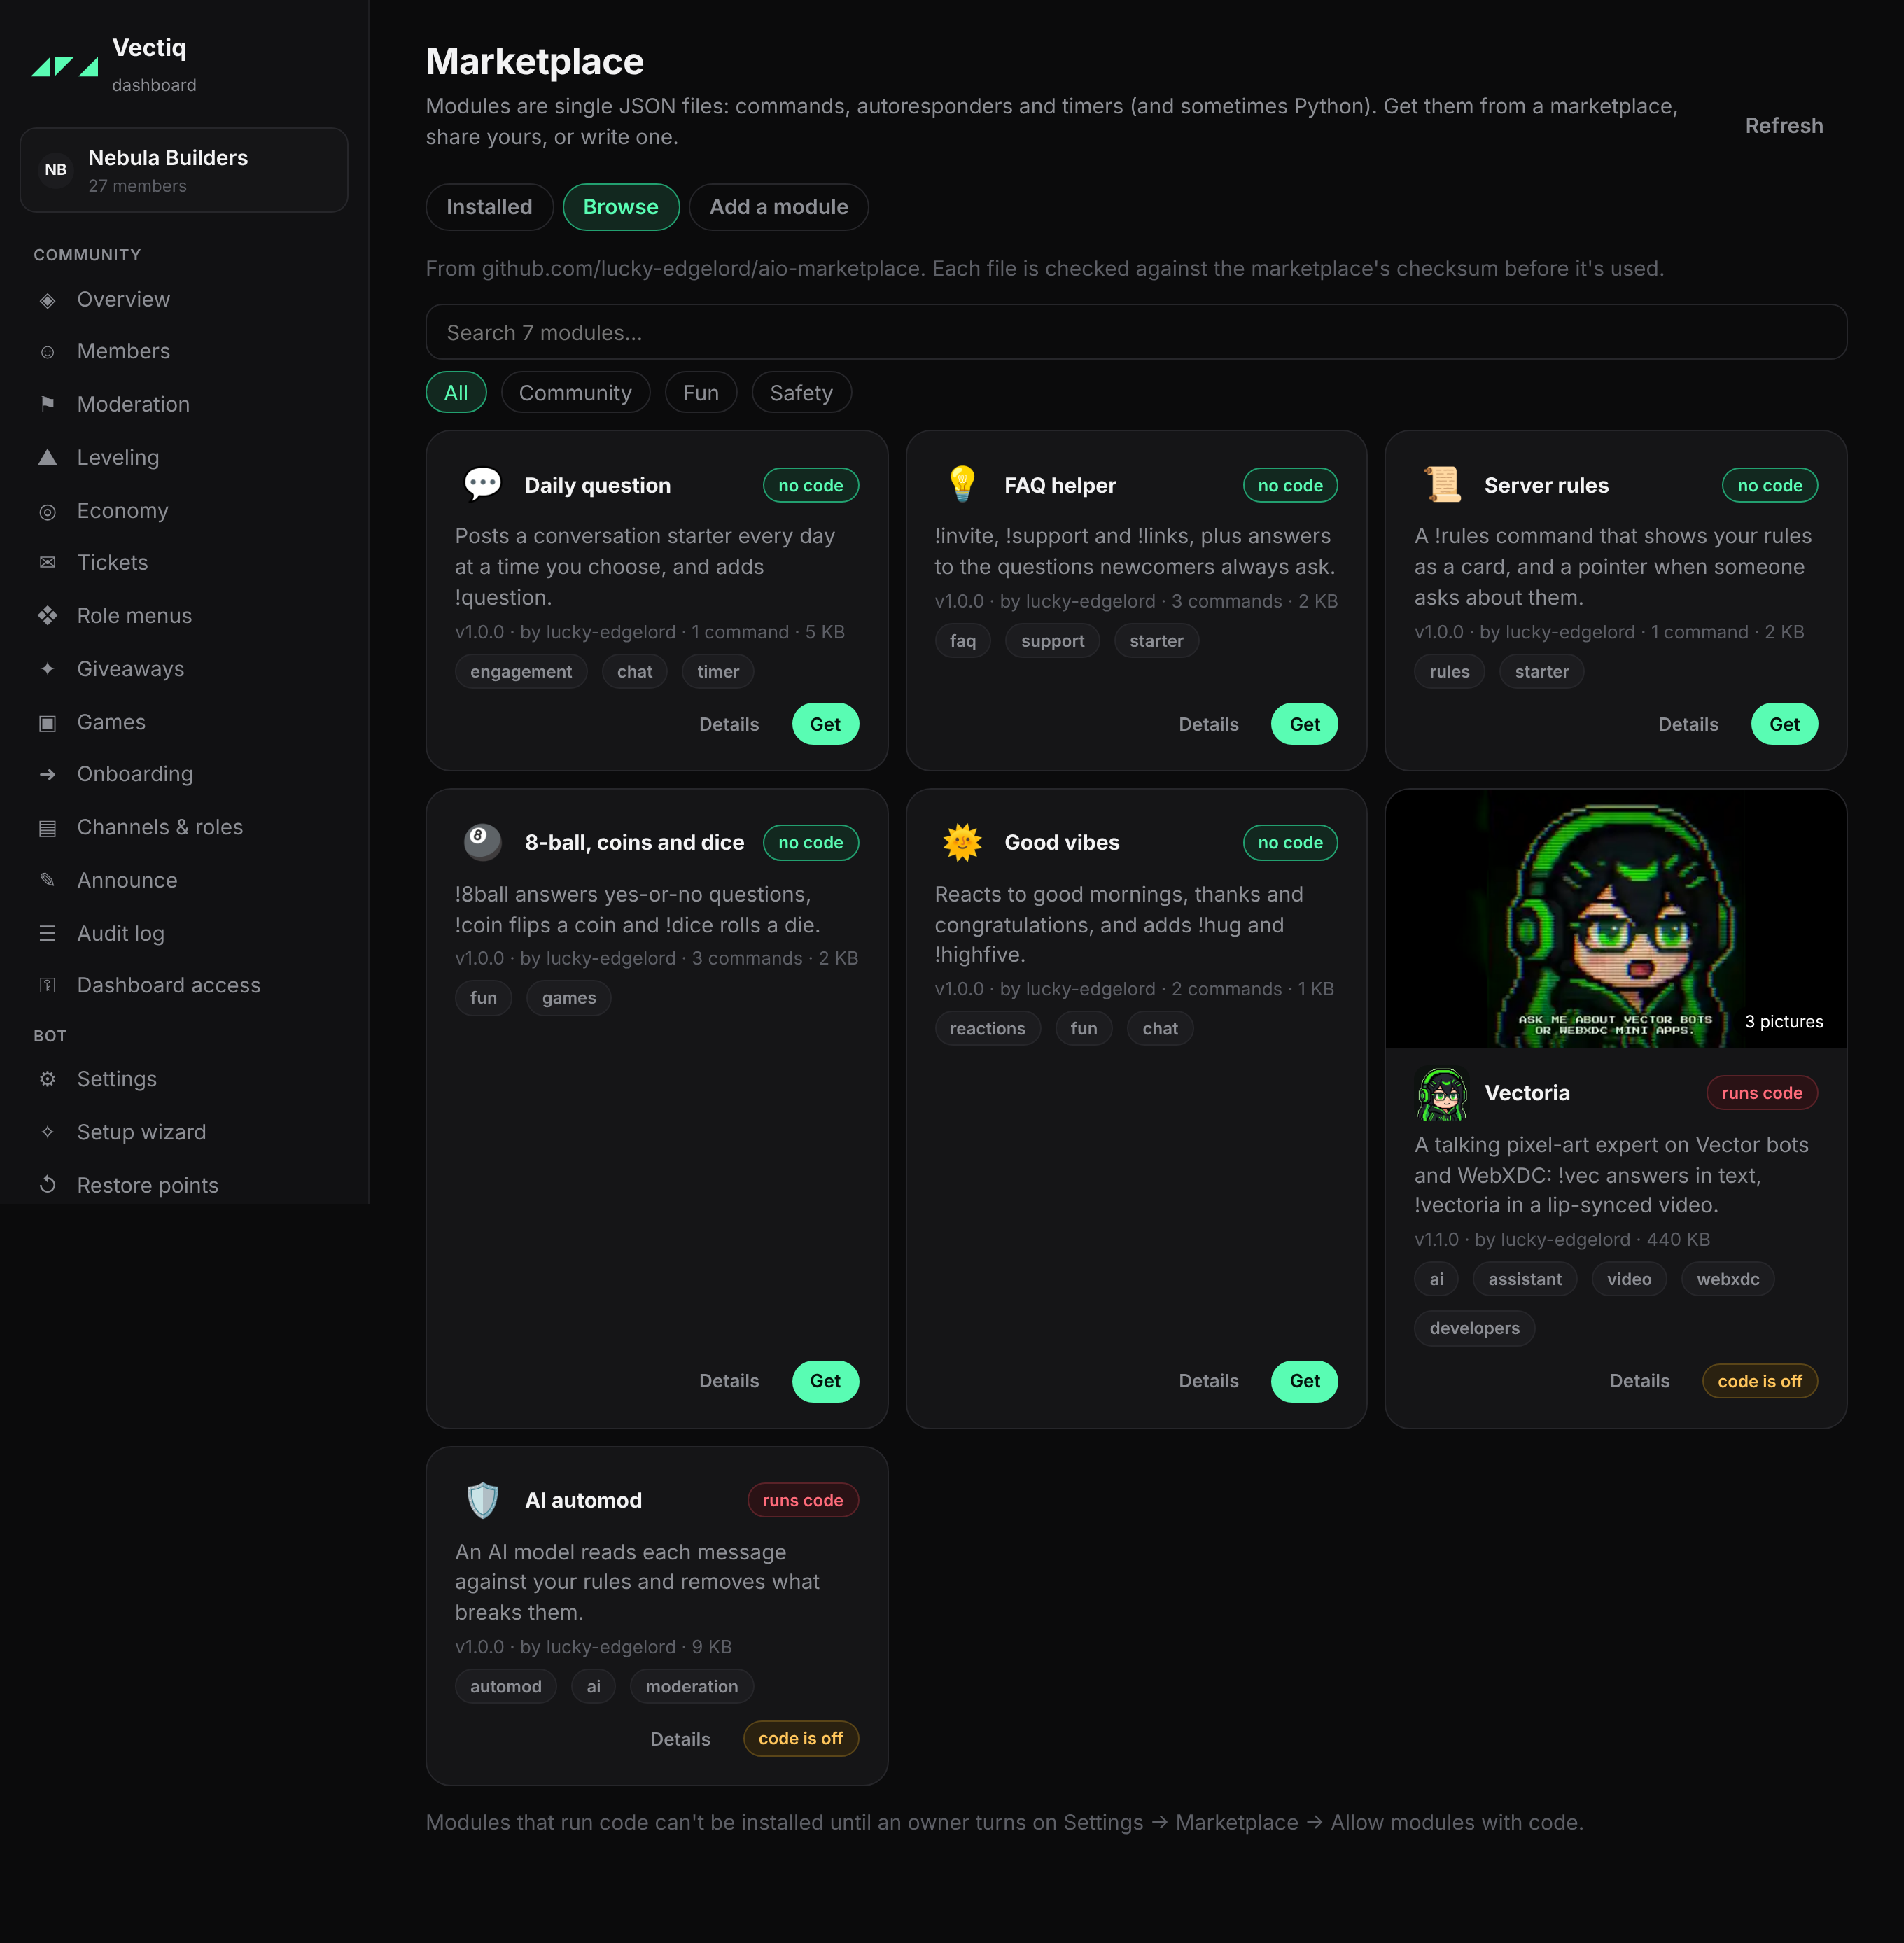 Vectiq
dashboard
NB
Nebula Builders
27 members
COMMUNITY
Overview
Members
Moderation
Leveling
Economy
Tickets
Role menus
Giveaways
Games
Onboarding
Channels & roles
Announce
Audit log
Dashboard access
BOT
Settings
Setup wizard
Restore points
Marketplace
Modules are single JSON files: commands, autoresponders and timers (and sometimes Python). Get them from a marketplace,
share yours, or write one.
Refresh
Installed
Browse
Add a module
From github.com/lucky-edgelord/aio-marketplace. Each file is checked against the marketplace's checksum before it's used.
Search 7 modules...
All
Community
Fun
Safety
Daily question
no code
Posts a conversation starter every day
at a time you choose, and adds
!question.
v1.0.0 · by lucky-edgelord · 1 command · 5 KB
engagement
chat
timer
Details
Get
FAQ helper
no code
!invite, !support and !links, plus answers
to the questions newcomers always ask.
v1.0.0 · by lucky-edgelord · 3 commands · 2 KB
faq
support
starter
Details
Get
Server rules
no code
A !rules command that shows your rules
as a card, and a pointer when someone
asks about them.
v1.0.0 · by lucky-edgelord · 1 command · 2 KB
rules
starter
Details
Get
8
8-ball, coins and dice
no code
!8ball answers yes-or-no questions,
!coin flips a coin and !dice rolls a die.
v1.0.0 · by lucky-edgelord · 3 commands · 2 KB
fun
games
Details
Get
Good vibes
no code
Reacts to good mornings, thanks and
congratulations, and adds !hug and
!highfive.
v1.0.0 · by lucky-edgelord · 2 commands · 1 KB
reactions
fun
chat
Details
Get
ASK ME ABOUT VECTOR BOTS
OR WEBXDC MINI APPS.
3 pictures
Vectoria
runs code
A talking pixel-art expert on Vector bots
and WebXDC: !vec answers in text,
!vectoria in a lip-synced video.
v1.1.0 · by lucky-edgelord · 440 KB
ai
assistant
video
webxdc
developers
Details
code is off
AI automod
runs code
An AI model reads each message
against your rules and removes what
breaks them.
v1.0.0 · by lucky-edgelord · 9 KB
automod
ai
moderation
Details
code is off
Modules that run code can't be installed until an owner turns on Settings → Marketplace → Allow modules with code.